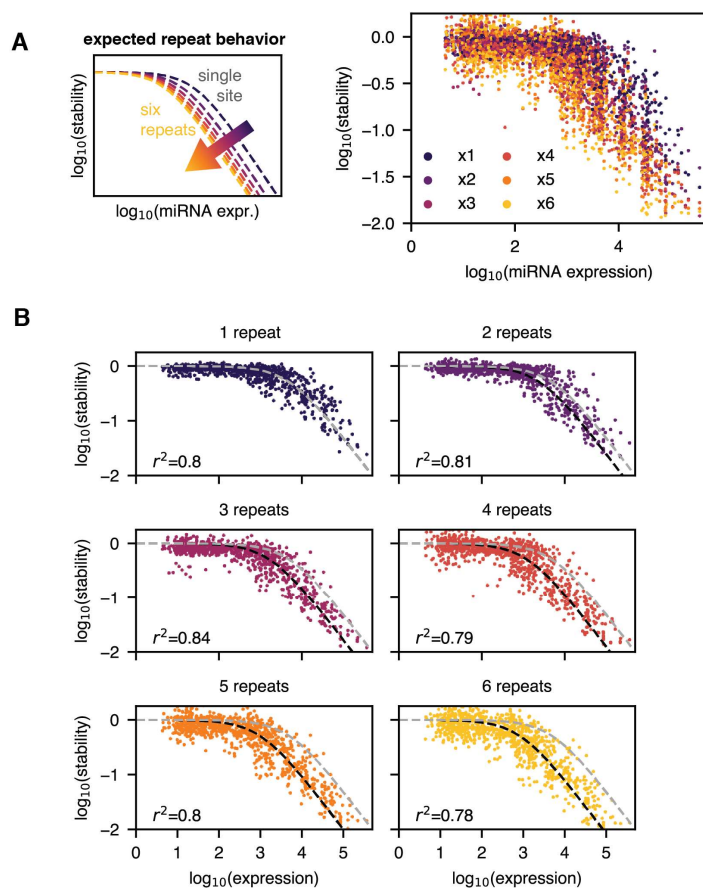 A
expected repeat behavior
log10(stability)
single
site
six
repeats
log10(miRNA expr.)
log10(stability)
0.0
−0.5
−1.0
−1.5
−2.0
x1
x4
x2
x5
x3
x6
0
2
4
log10(miRNA expression)
B
1 repeat
2 repeats
log10(stability)
0
−1
−2
r²=0.8
r²=0.81
3 repeats
4 repeats
log10(stability)
0
−1
−2
r²=0.84
r²=0.79
5 repeats
6 repeats
log10(stability)
0
−1
−2
r²=0.8
r²=0.78
0 1 2 3 4 5
0 1 2 3 4 5
log10(expression)
log10(expression)